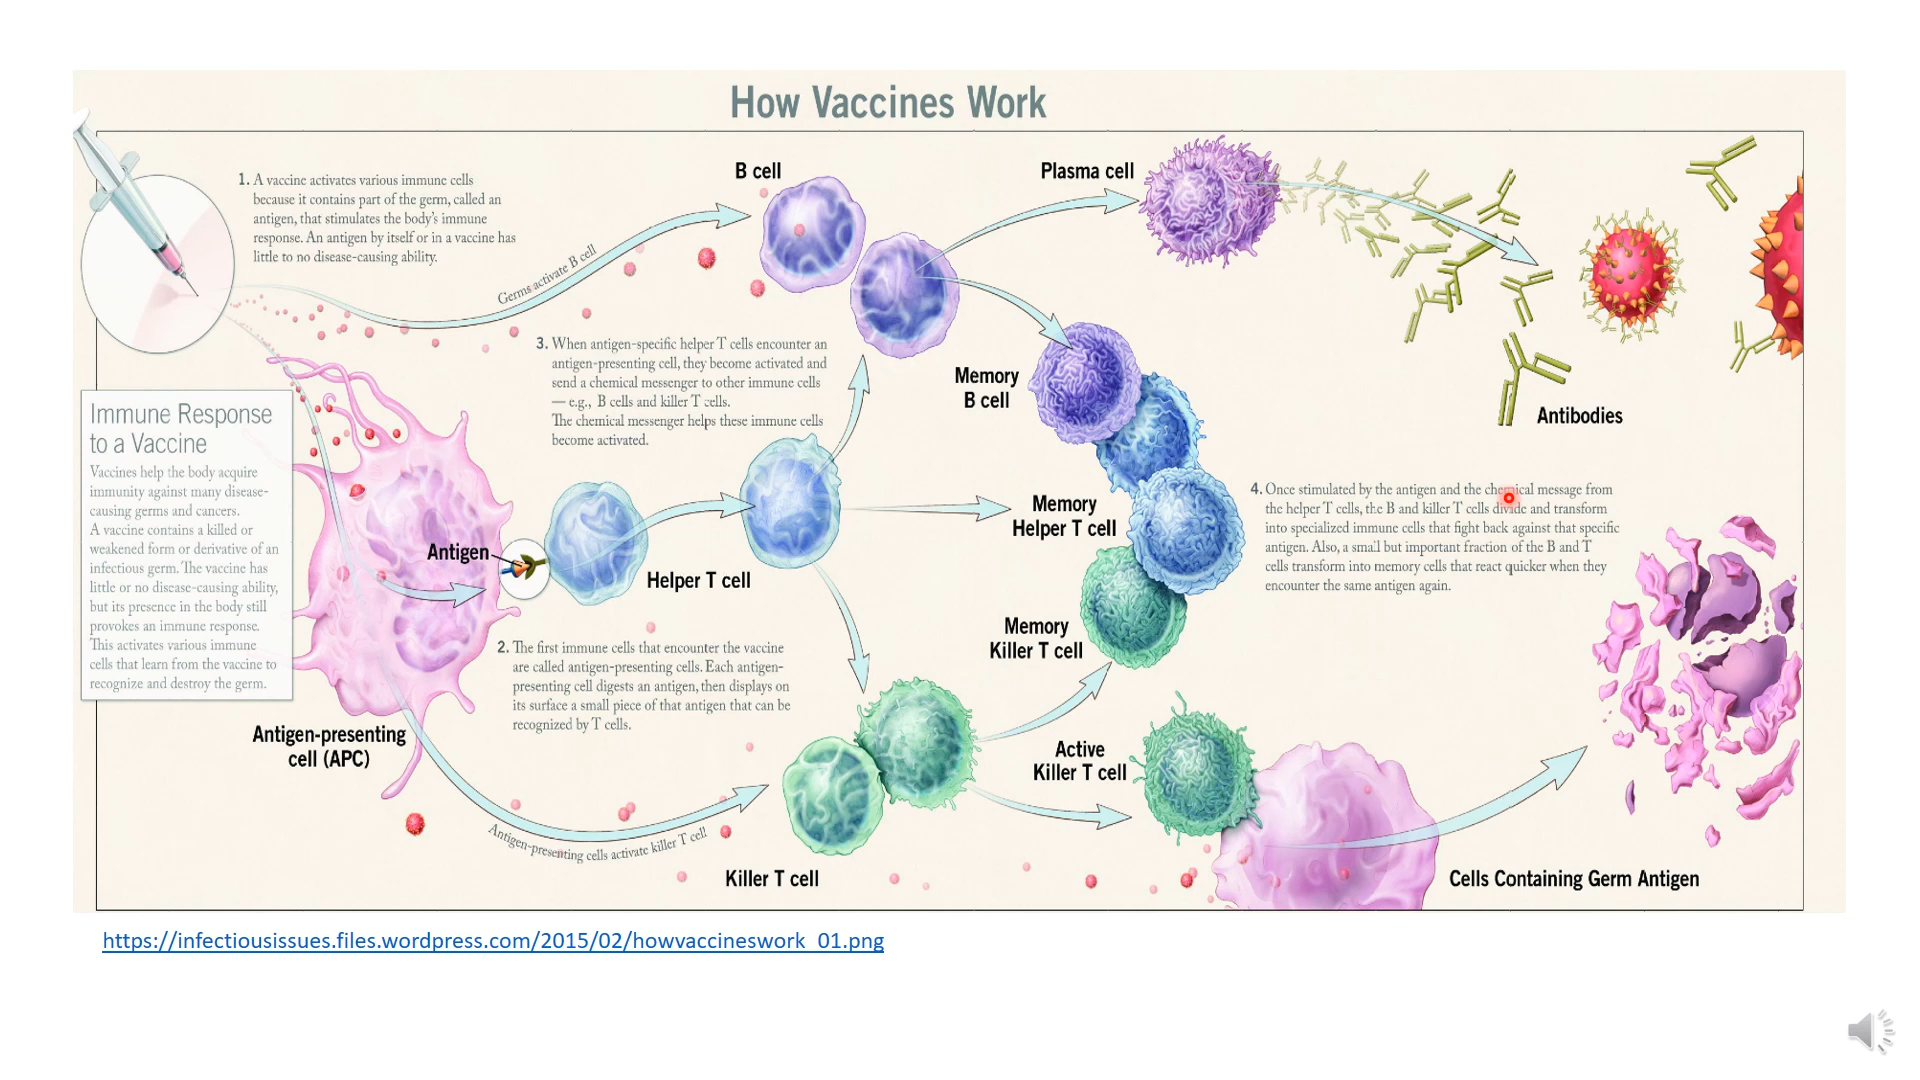 How Vaccines Work
1. A vaccine activates various immune cells
because it contains part of the germ, called an
antigen, that stimulates the body's immune
response. An antigen by itself or in a vaccine has
little to no disease-causing ability.
B cell
Plasma cell
Germs activate B cell
3. When antigen-specific helper T cells encounter an
antigen-presenting cell, they become activated and
send a chemical messenger to other immune cells
— e.g., B cells and killer T cells.
The chemical messenger helps these immune cells
become activated.
Memory
B cell
Antibodies
Immune Response
to a Vaccine
Vaccines help the body acquire
immunity against many disease-
causing germs and cancers.
A vaccine contains a killed or
weakened form or derivative of an
infectious germ. The vaccine has
little or no disease-causing ability,
but its presence in the body still
provokes an immune response.
This activates various immune
cells that learn from the vaccine to
recognize and destroy the germ.
Antigen
Helper T cell
Memory
Helper T cell
4. Once stimulated by the antigen and the chemical message from
the helper T cells, the B and killer T cells divide and transform
into specialized immune cells that fight back against that specific
antigen. Also, a small but important fraction of the B and T
cells transform into memory cells that react quicker when they
encounter the same antigen again.
Memory
Killer T cell
2. The first immune cells that encounter the vaccine
are called antigen-presenting cells. Each antigen-
presenting cell digests an antigen, then displays on
its surface a small piece of that antigen that can be
recognized by T cells.
Antigen-presenting
cell (APC)
Active
Killer T cell
Antigen-presenting cells activate killer T cell
Killer T cell
Cells Containing Germ Antigen
https://infectiousissues.files.wordpress.com/2015/02/howvaccineswork_01.png